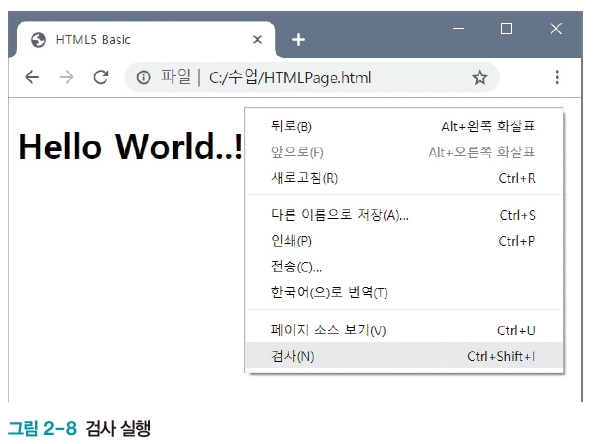 HTML5 Basic
파일 | C:/수업/HTMLPage.html
Hello World..!
뒤로(B) Alt+왼쪽 화살표
앞으로(F) Alt+오른쪽 화살표
새로고침(R) Ctrl+R
다른 이름으로 저장(A)... Ctrl+S
인쇄(P) Ctrl+P
전송(C)...
한국어(으)로 번역(T)
페이지 소스 보기(V) Ctrl+U
검사(N) Ctrl+Shift+I
그림 2-8 검사 실행